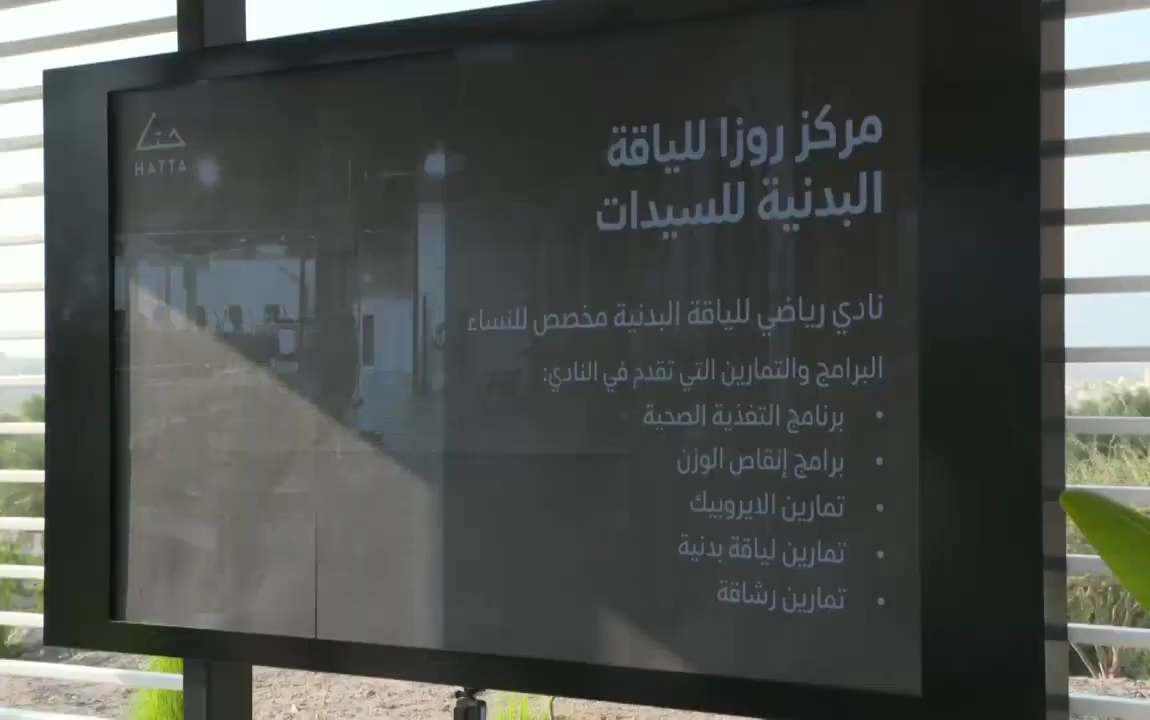 حتا
HATTA
مركز روزا للياقة
البدنية للسيدات
نادي رياضي للياقة البدنية مخصص للنساء
البرامج والتمارين التي تقدم في النادي:
• برنامج التغذية الصحية
• برامج إنقاص الوزن
• تمارين الايروبيك
• تمارين لياقة بدنية
• تمارين رشاقة